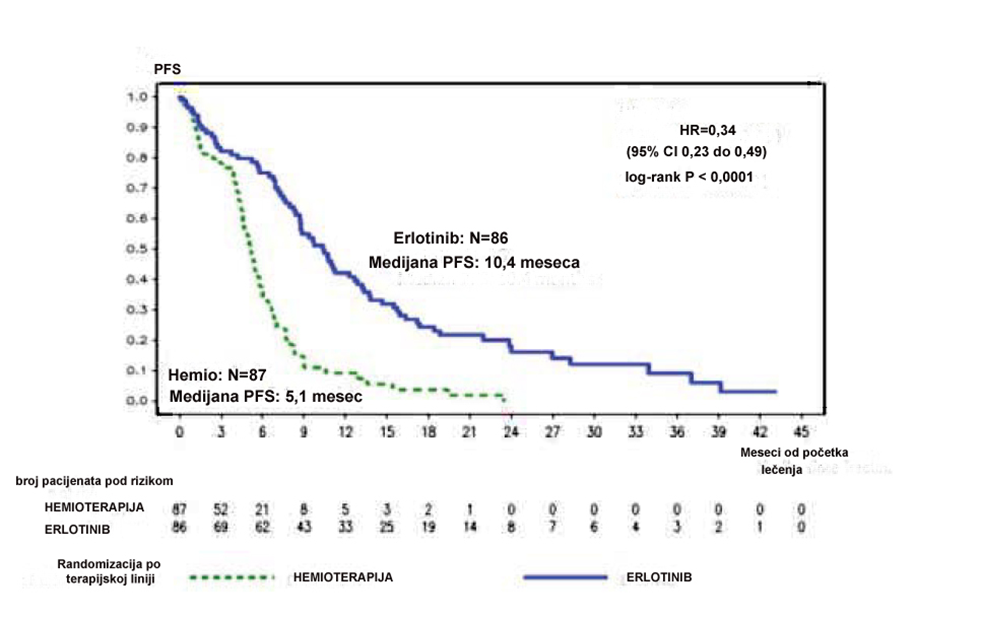 PFS
1.0
0.9
0.8
0.7
0.6
0.5
0.4
0.3
0.2
0.1
0.0
HR=0,34
(95% CI 0,23 do 0,49)
log-rank P < 0,0001
Erlotinib: N=86
Medijana PFS: 10,4 meseca
Hemio: N=87
Medijana PFS: 5,1 mesec
0 3 6 9 12 15 18 21 24 27 30 33 36 39 42 45
Meseci od početka
lečenja
broj pacijenata pod rizikom
HEMIOTERAPIJA 87 52 21 8 5 3 2 1 0 0 0 0 0 0 0 0
ERLOTINIB 86 69 62 43 33 25 19 14 8 7 6 4 3 2 1 0
Randomizacija po
terapijskoj liniji
HEMIOTERAPIJA
ERLOTINIB